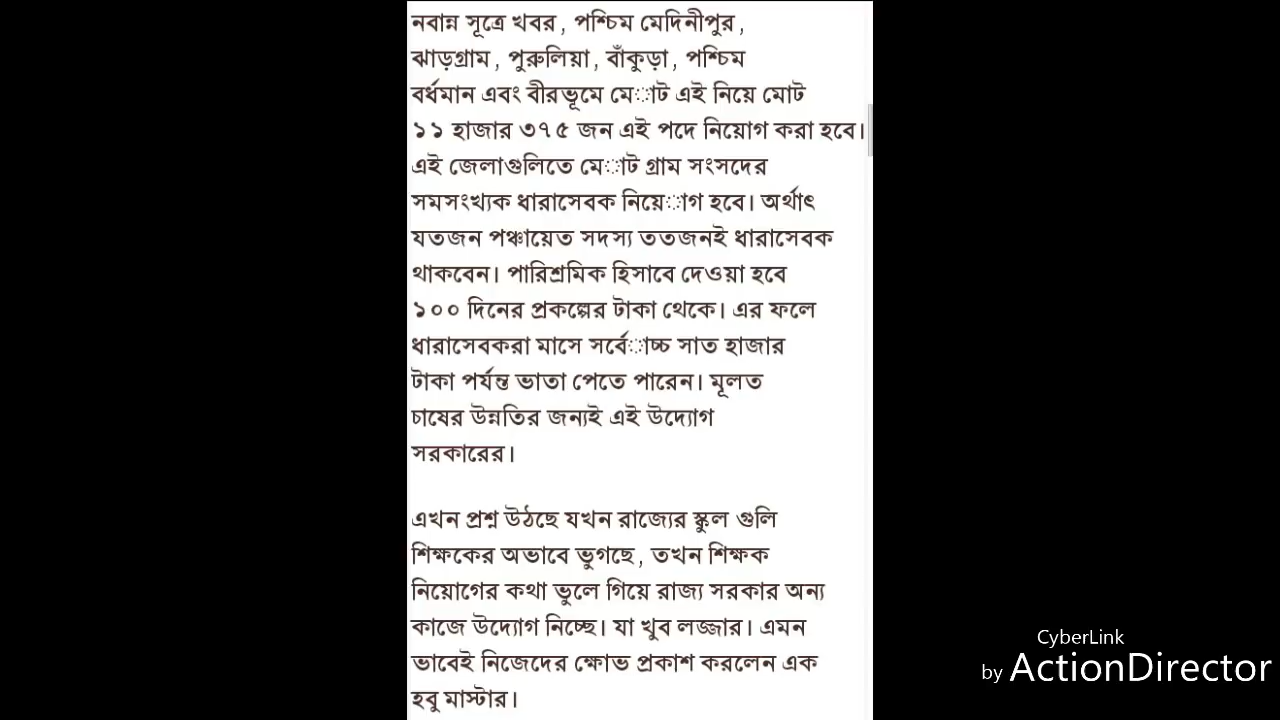 নবান্ন সূত্রে খবর, পশ্চিম মেদিনীপুর,
ঝাড়গ্রাম, পুরুলিয়া, বাঁকুড়া, পশ্চিম
বর্ধমান এবং বীরভূমে মোট এই নিয়ে মোট
১১ হাজার ৩৭৫ জন এই পদে নিয়োগ করা হবে।
এই জেলাগুলিতে মোট গ্রাম সংসদের
সমসংখ্যক ধারাসেবক নিয়োগ হবে। অর্থাৎ
যতজন পঞ্চায়েত সদস্য ততজনই ধারাসেবক
থাকবেন। পারিশ্রমিক হিসাবে দেওয়া হবে
১০০ দিনের প্রকল্পের টাকা থেকে। এর ফলে
ধারাসেবকরা মাসে সর্বোচ্চ সাত হাজার
টাকা পর্যন্ত ভাতা পেতে পারেন। মূলত
চাষের উন্নতির জন্যই এই উদ্যোগ
সরকারের।
এখন প্রশ্ন উঠছে যখন রাজ্যের স্কুল গুলি
শিক্ষকের অভাবে ভুগছে, তখন শিক্ষক
নিয়োগের কথা ভুলে গিয়ে রাজ্য সরকার অন্য
কাজে উদ্যোগ নিচ্ছে। যা খুব লজ্জার। এমন
ভাবেই নিজেদের ক্ষোভ প্রকাশ করলেন এক
হবু মাস্টার।
CyberLink
by ActionDirector